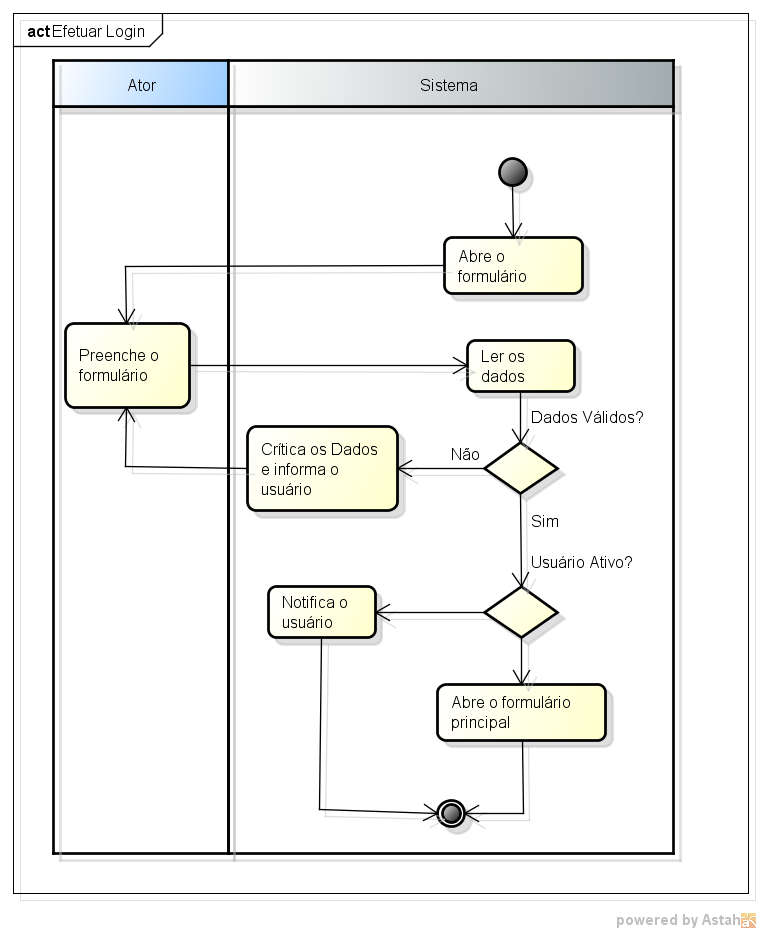 act Efetuar Login
Ator
Sistema
Abre o
formulário
Preenche o
formulário
Ler os
dados
Dados Válidos?
Não
Crítica os Dados
e informa o
usuário
Sim
Usuário Ativo?
Notifica o
usuário
Abre o formulário
principal
powered by Astah